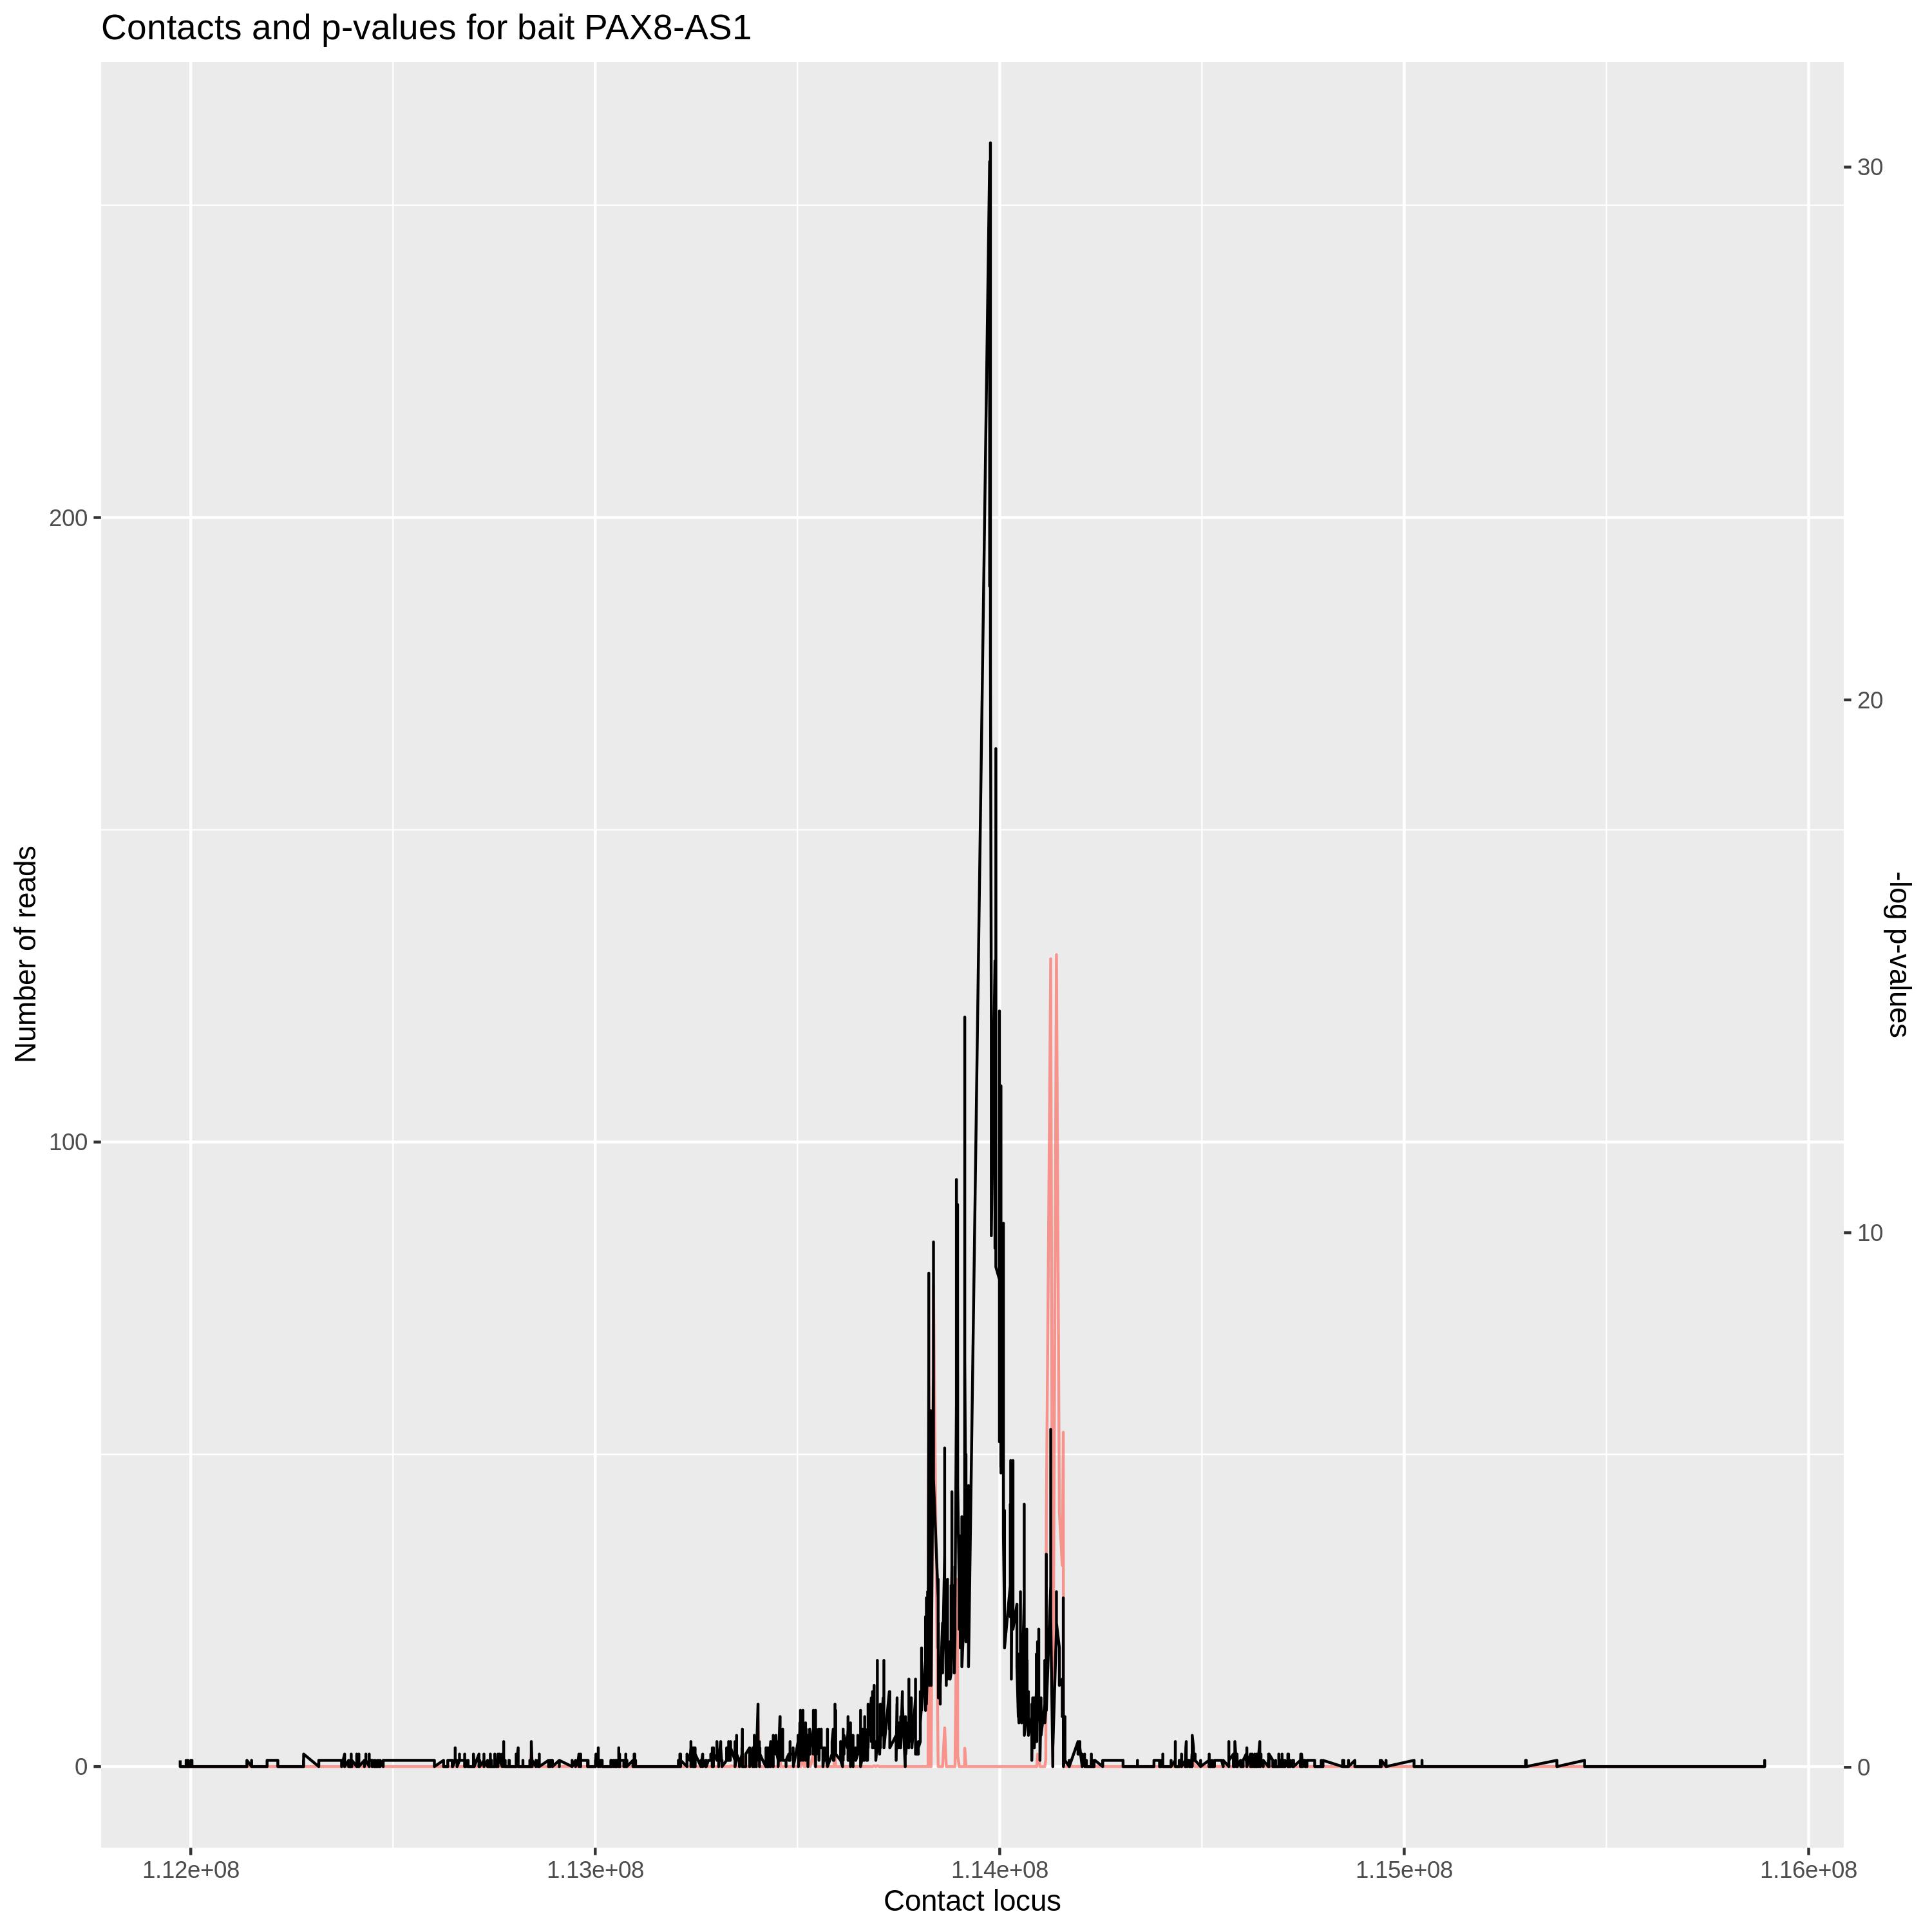 Contacts and p-values for bait PAX8-AS1
30
200
20
Number of reads
-log p-values
100
10
0
0
1.12e+08
1.13e+08
1.14e+08
1.15e+08
1.16e+08
Contact locus